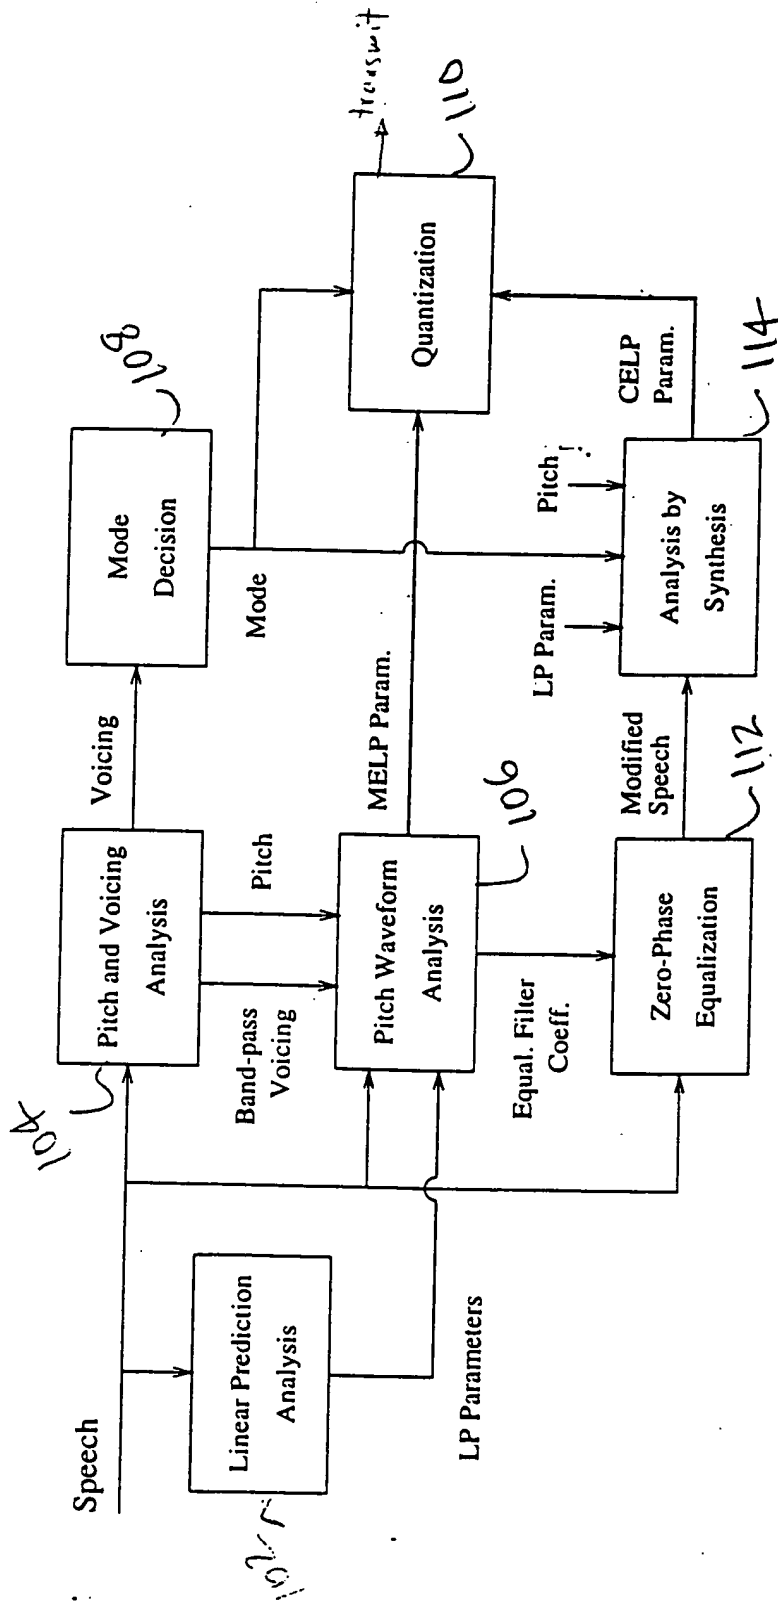 Speech
102
Linear Prediction
Analysis
LP Parameters
104
Pitch and Voicing
Analysis
Voicing
108
Mode
Decision
Mode
Band-pass
Voicing
Pitch
Pitch Waveform
Analysis
106
MELP Param.
Quantization
110
transmit
Equal. Filter
Coeff.
Zero-Phase
Equalization
112
Modified
Speech
LP Param.
Pitch
Analysis by
Synthesis
114
CELP
Param.